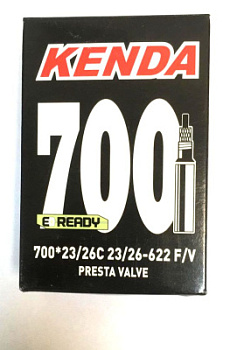 KENDA
700
E READY
700*23/26C 23/26-622 F/V
PRESTA VALVE